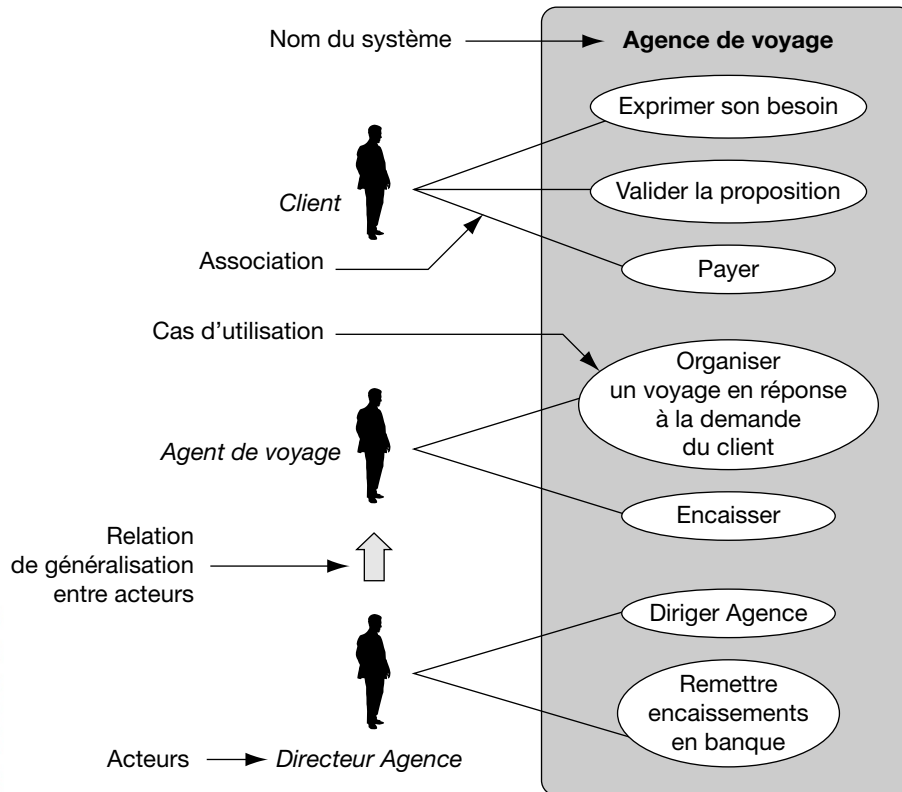 Nom du système
Agence de voyage
Exprimer son besoin
Client
Valider la proposition
Association
Payer
Cas d'utilisation
Organiser
un voyage en réponse
à la demande
du client
Agent de voyage
Encaisser
Relation
de généralisation
entre acteurs
Diriger Agence
Remettre
encaissements
en banque
Acteurs
Directeur Agence